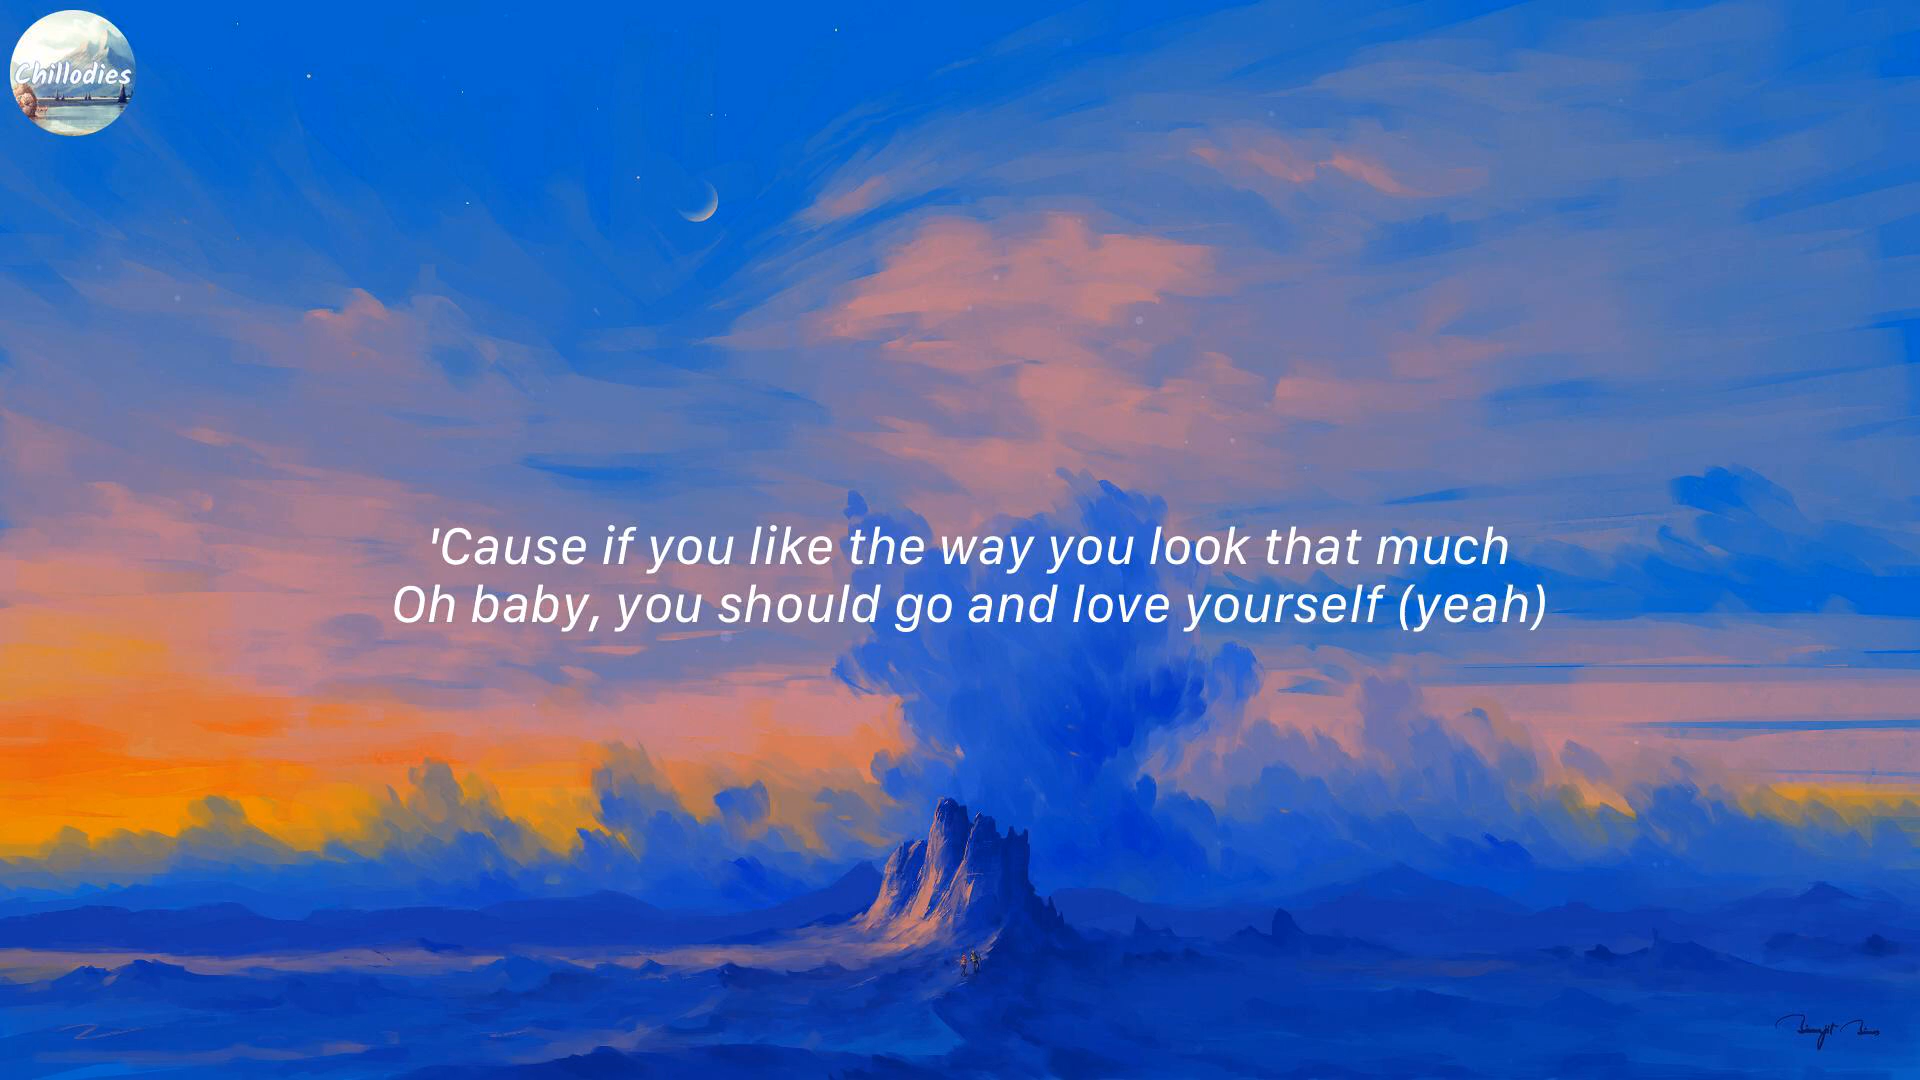 Chillodies
'Cause if you like the way you look that much
Oh baby, you should go and love yourself (yeah)